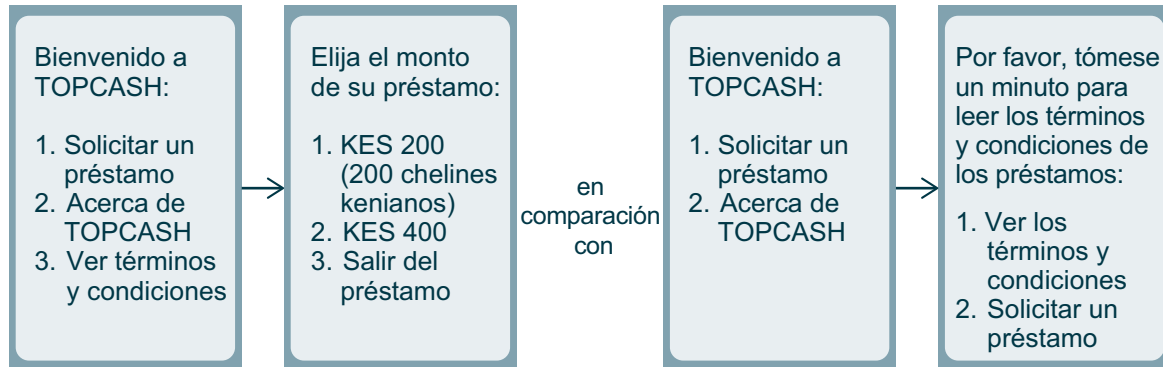 Bienvenido a
TOPCASH:
1. Solicitar un
préstamo
2. Acerca de
TOPCASH
3. Ver términos
y condiciones
Elija el monto
de su préstamo:
1. KES 200
(200 chelines
kenianos)
2. KES 400
3. Salir del
préstamo
en
comparación
con
Bienvenido a
TOPCASH:
1. Solicitar un
préstamo
2. Acerca de
TOPCASH
Por favor, tómese
un minuto para
leer los términos
y condiciones de
los préstamos:
1. Ver los
términos y
condiciones
2. Solicitar un
préstamo